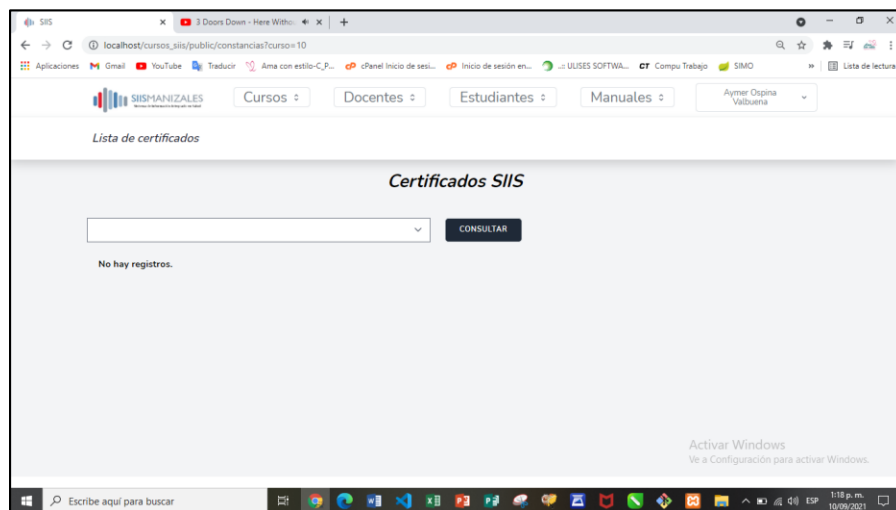 SIIS
3 Doors Down - Here Witho
localhost/cursos_siis/public/constancias?curso=10
Aplicaciones Gmail YouTube Traducir Ama con estilo-C_P... cPanel Inicio de sesi... Inicio de sesión en... ..:: ULISES SOFTWA... CT Compu Trabajo SIMO » Lista de lectura
SIISMANIZALES Cursos Docentes Estudiantes Manuales Aymer Ospina
Valbuena
Lista de certificados
Certificados SIIS
CONSULTAR
No hay registros.
Activar Windows
Ve a Configuración para activar Windows.
Escribe aquí para buscar ESP 1:18 p. m.
10/09/2021